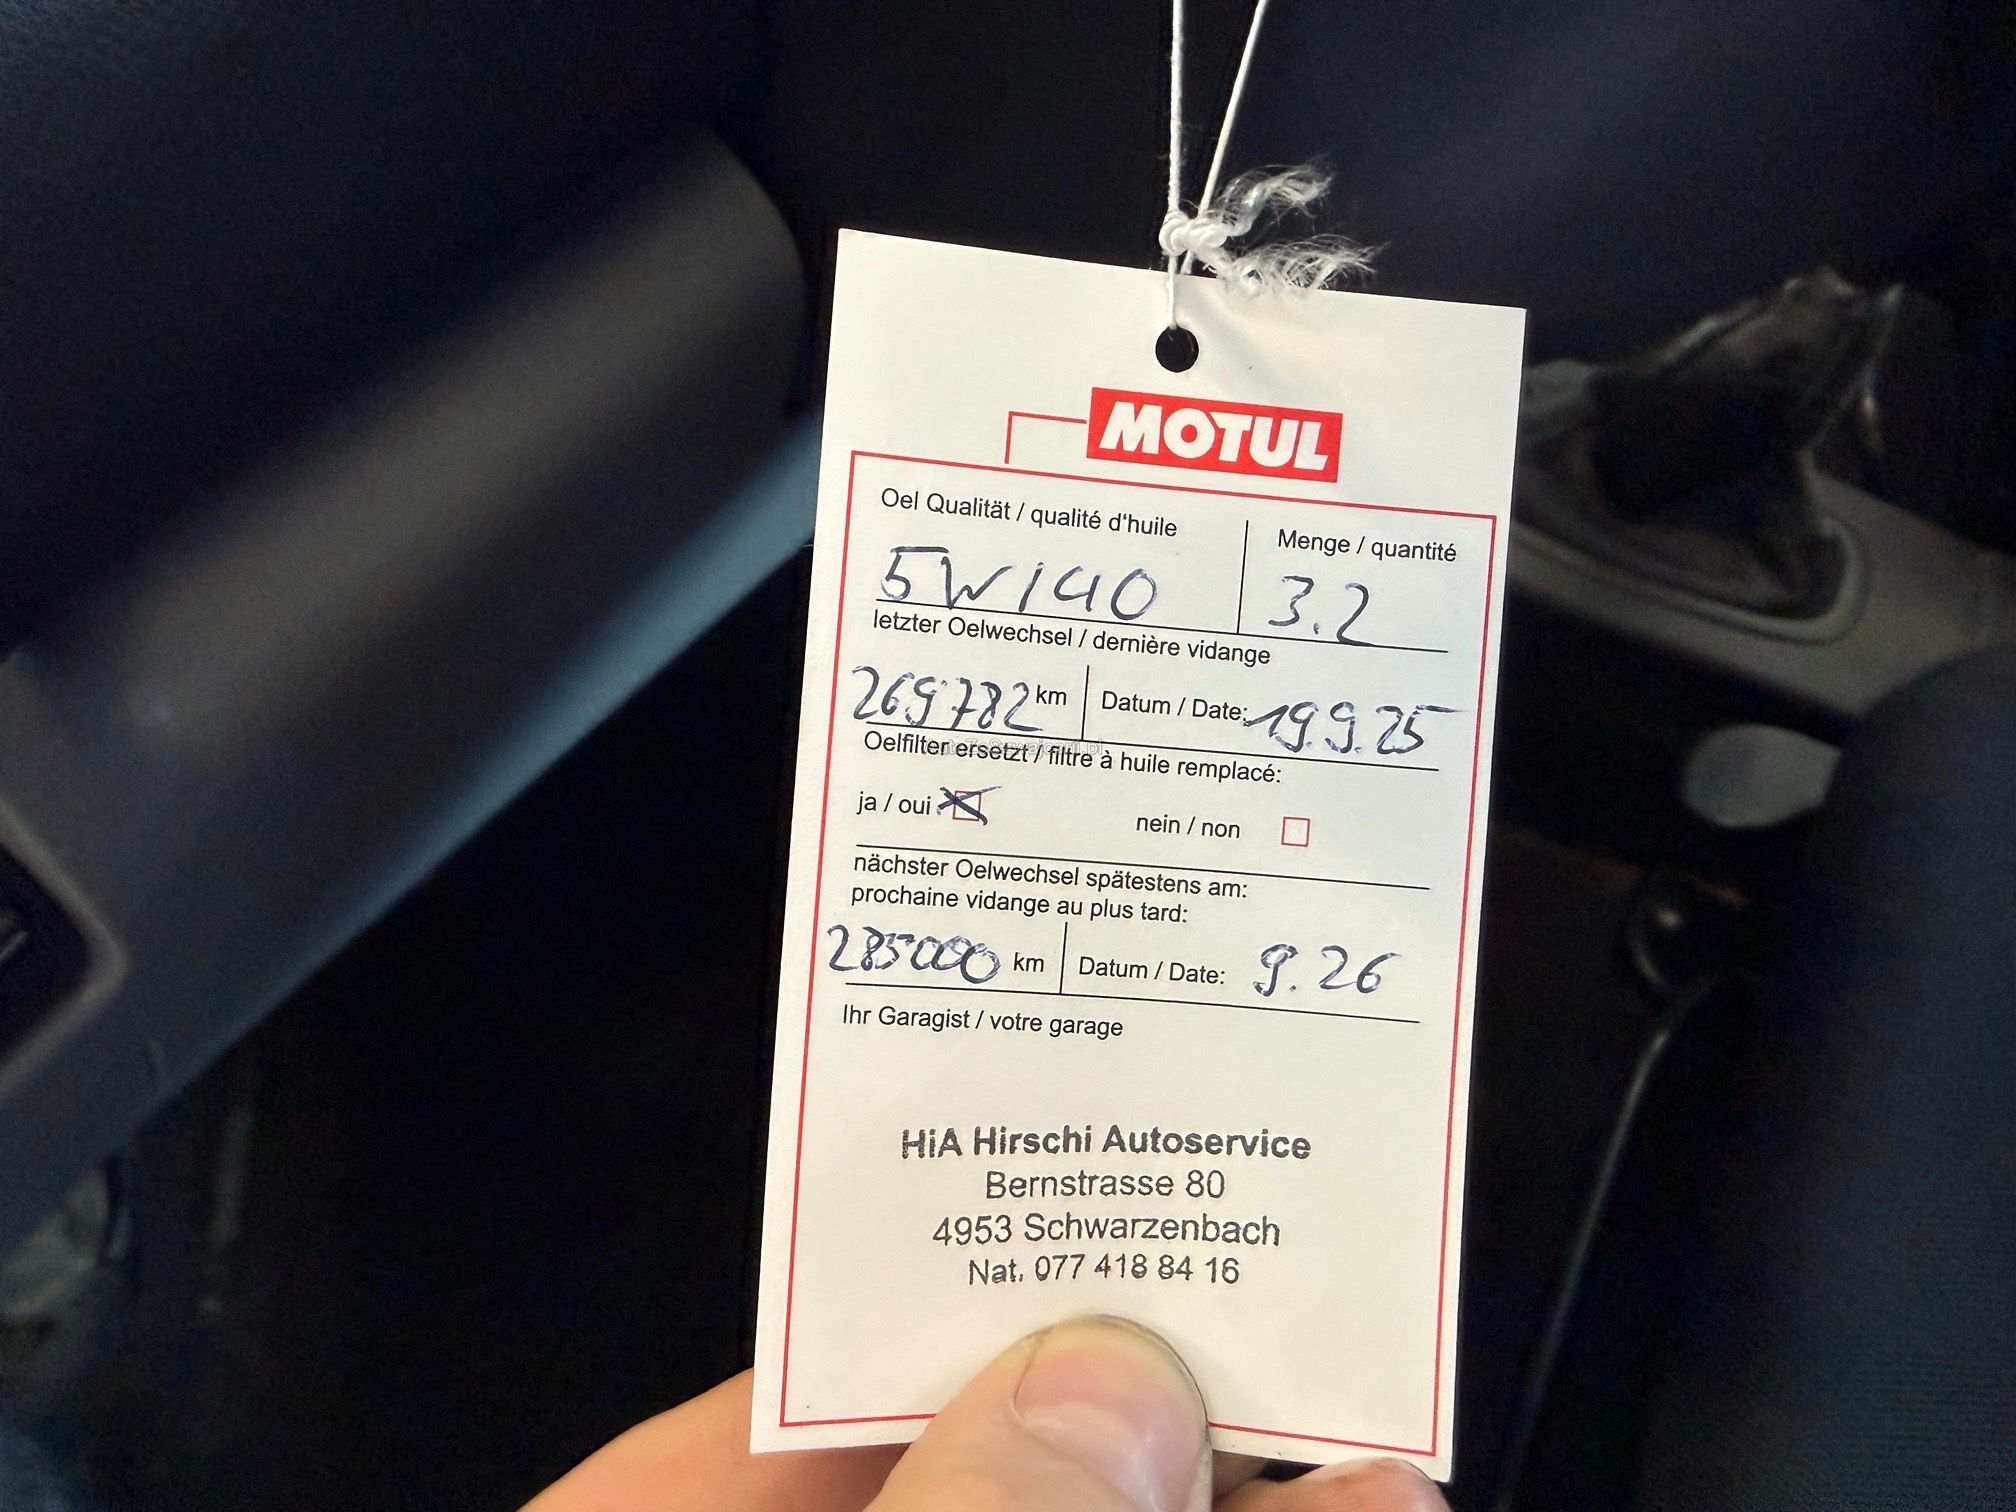 MOTUL
Oel Qualität / qualité d'huile
Menge / quantité
5W/40
3.2
letzter Oelwechsel / dernière vidange
269782 km
Datum / Date: 19.9.25
Oelfilter ersetzt / filtre à huile remplacé:
ja / oui
nein / non
nächster Oelwechsel spätestens am:
prochaine vidange au plus tard:
285000 km
Datum / Date: 9.26
Ihr Garagist / votre garage
HiA Hirschi Autoservice
Bernstrasse 80
4953 Schwarzenbach
Nat. 077 418 84 16